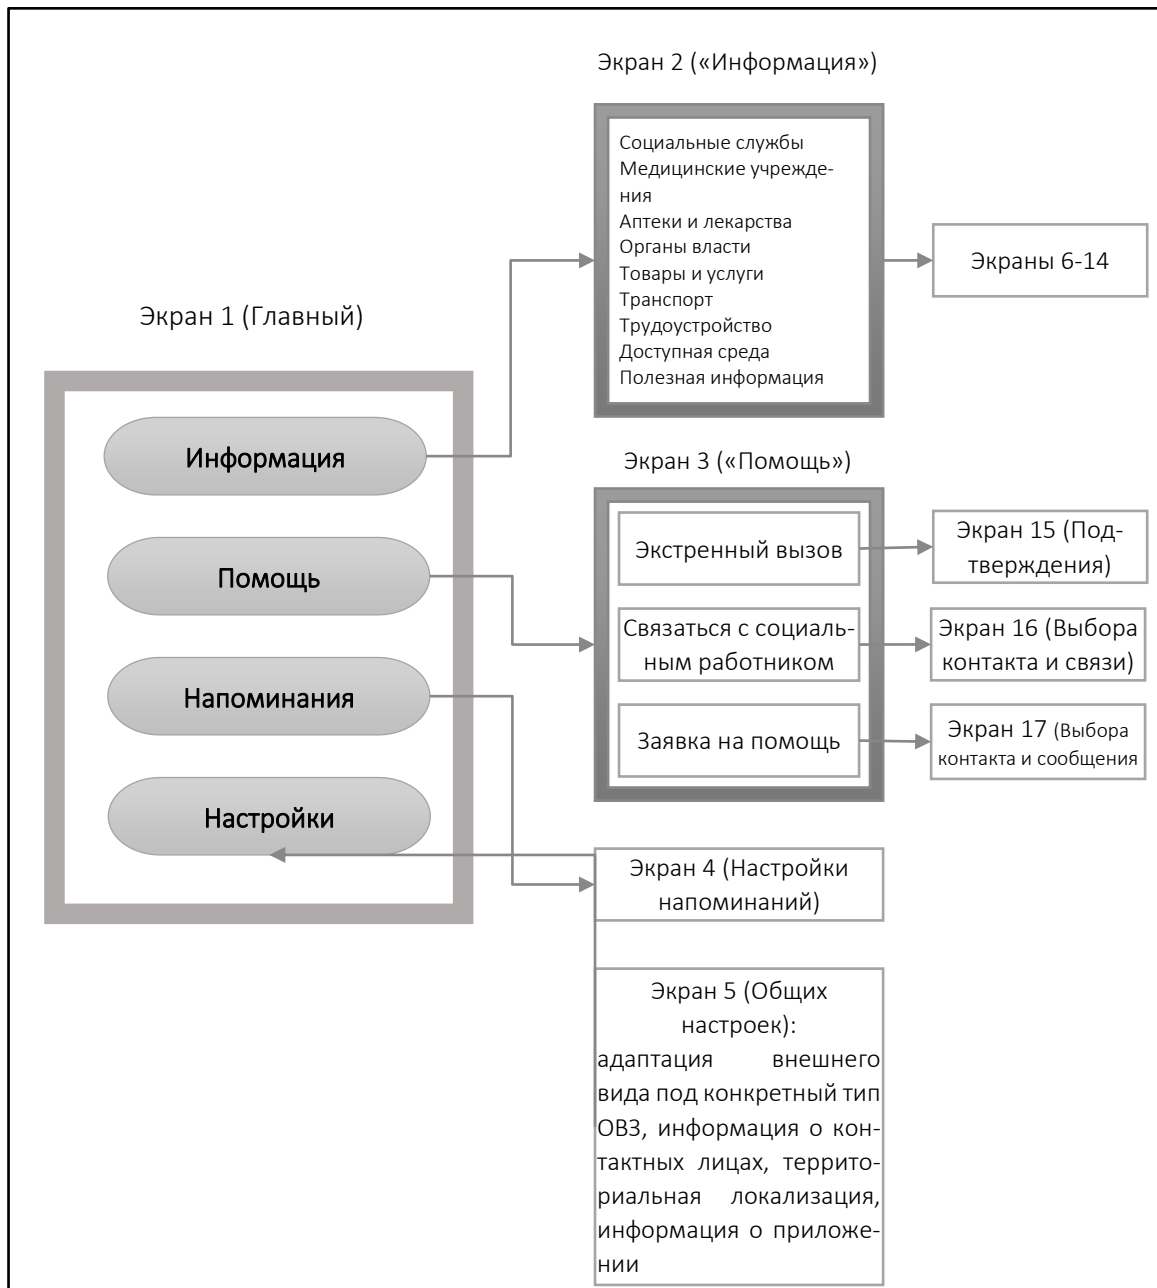 Экран 2 («Информация»)
Социальные службы
Медицинские учрежде-
ния
Аптеки и лекарства
Органы власти
Товары и услуги
Транспорт
Трудоустройство
Доступная среда
Полезная информация
Экраны 6-14
Экран 1 (Главный)
Информация
Помощь
Напоминания
Настройки
Экран 3 («Помощь»)
Экстренный вызов
Экран 15 (Под-
тверждения)
Связаться с социаль-
ным работником
Экран 16 (Выбора
контакта и связи)
Заявка на помощь
Экран 17 (Выбора
контакта и сообщения
Экран 4 (Настройки
напоминаний)
Экран 5 (Общих
настроек):
адаптация внешнего
вида под конкретный тип
ОВЗ, информация о кон-
тактных лицах, террито-
риальная локализация,
информация о приложе-
нии